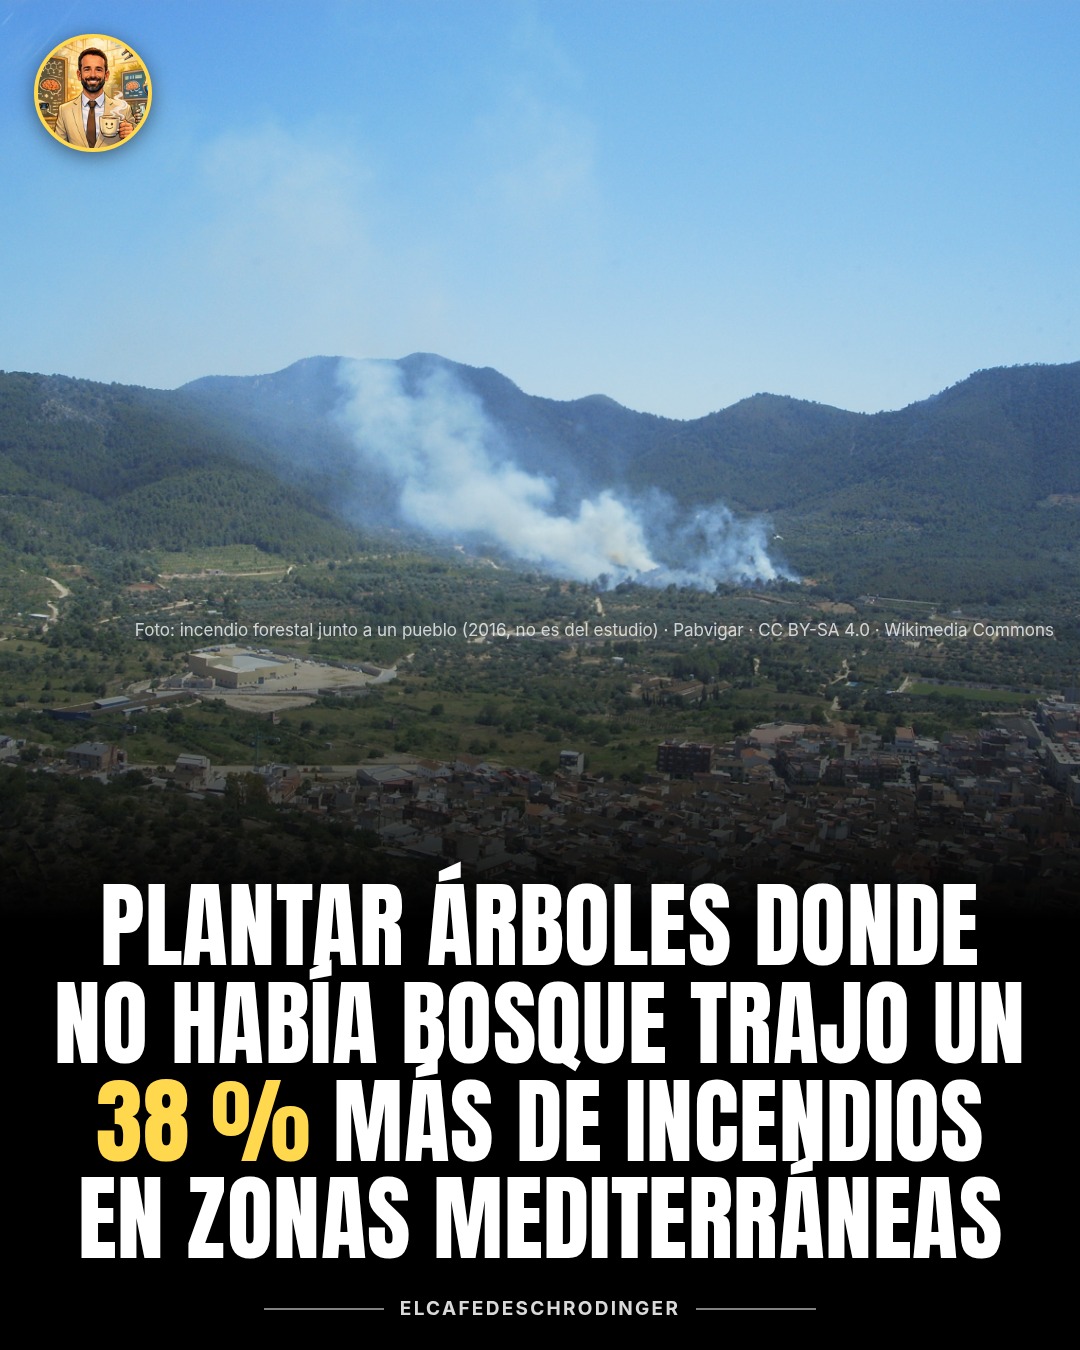 Foto: incendio forestal junto a un pueblo (2016, no es del estudio) · Pabvigar · CC BY-SA 4.0 · Wikimedia Commons
PLANTAR ÁRBOLES DONDE
NO HABÍA BOSQUE TRAJO UN
38 % MÁS DE INCENDIOS
EN ZONAS MEDITERRÁNEAS
ELCAFEDESCHRODINGER